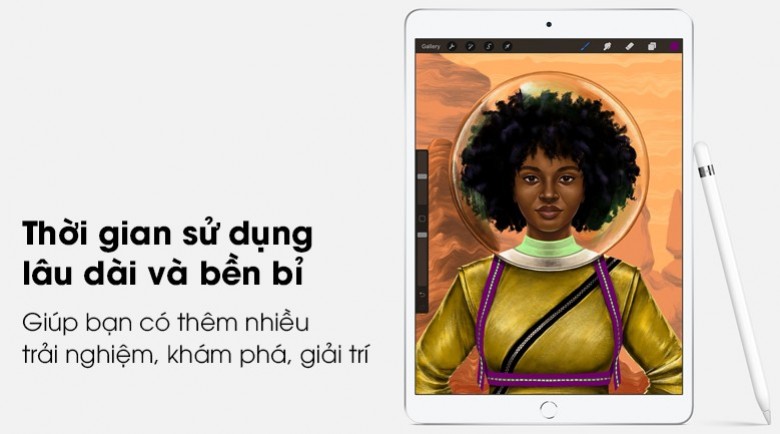 Gallery
Thời gian sử dụng
lâu dài và bền bỉ
Giúp bạn có thêm nhiều
trải nghiệm, khám phá, giải trí